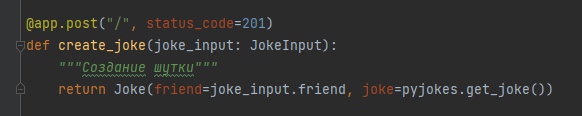 @app.post("/", status_code=201)
def create_joke(joke_input: JokeInput):
    """Создание шутки"""
    return Joke(friend=joke_input.friend, joke=pyjokes.get_joke())